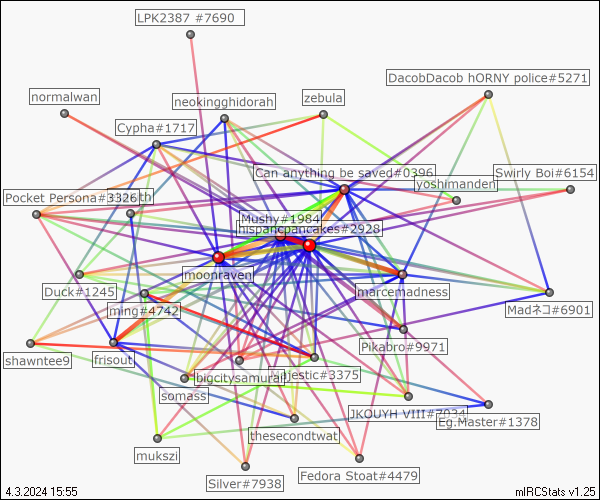 LPK2387 #7690
DacobDacob hORNY police#5271
normalwan
neokingghidorah
zebula
Cypha#1717
Can anything be saved#0396
Swirly Boi#6154
yoshimanden
Pocket Persona#3326
th
Mushy#1984
hispanicpancakes#2928
moonraven
Duck#1245
marcemadness
ming#4742
Madネコ#6901
Pikabro#9971
shawntee9
frisout
Majestic#3375
bigcitysamurai
somass
JKOUYH VIII#7034
Eg.Master#1378
thesecondtwat
mukszi
Fedora Stoat#4479
Silver#7938
4.3.2024 15:55
mIRCStats v1.25